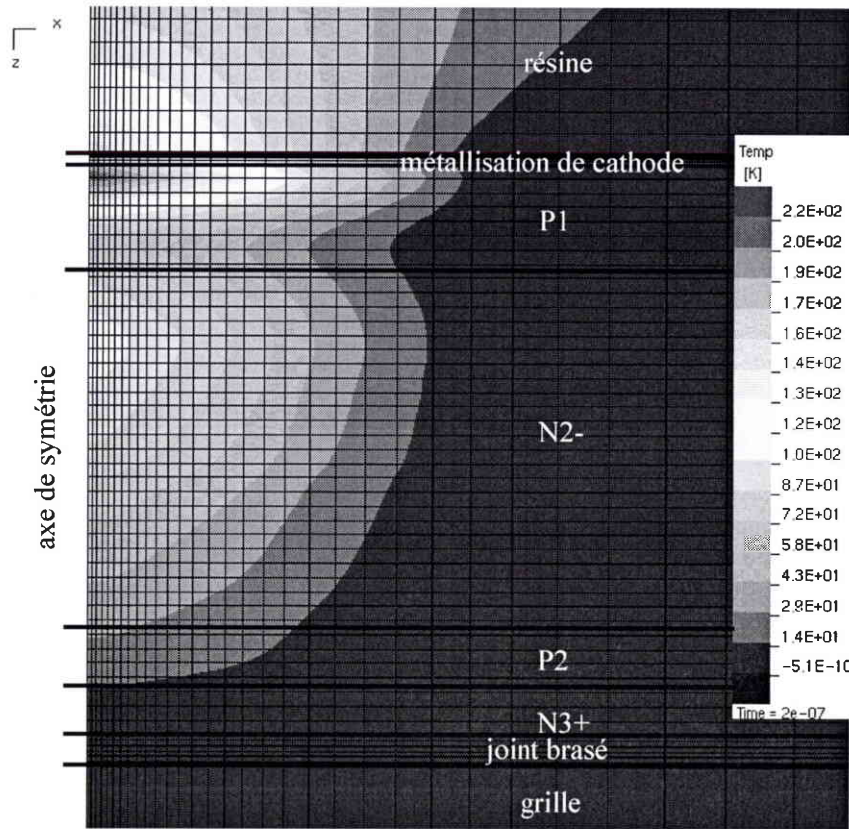 x
z
résine
métallisation de cathode
P1
N2-
P2
N3+
joint brasé
grille
axe de symétrie
Temp
[K]
2.2E+02
2.0E+02
1.9E+02
1.7E+02
1.6E+02
1.4E+02
1.3E+02
1.2E+02
1.0E+02
8.7E+01
7.2E+01
5.8E+01
4.3E+01
2.9E+01
1.4E+01
-5.1E-10
Time = 2e-07